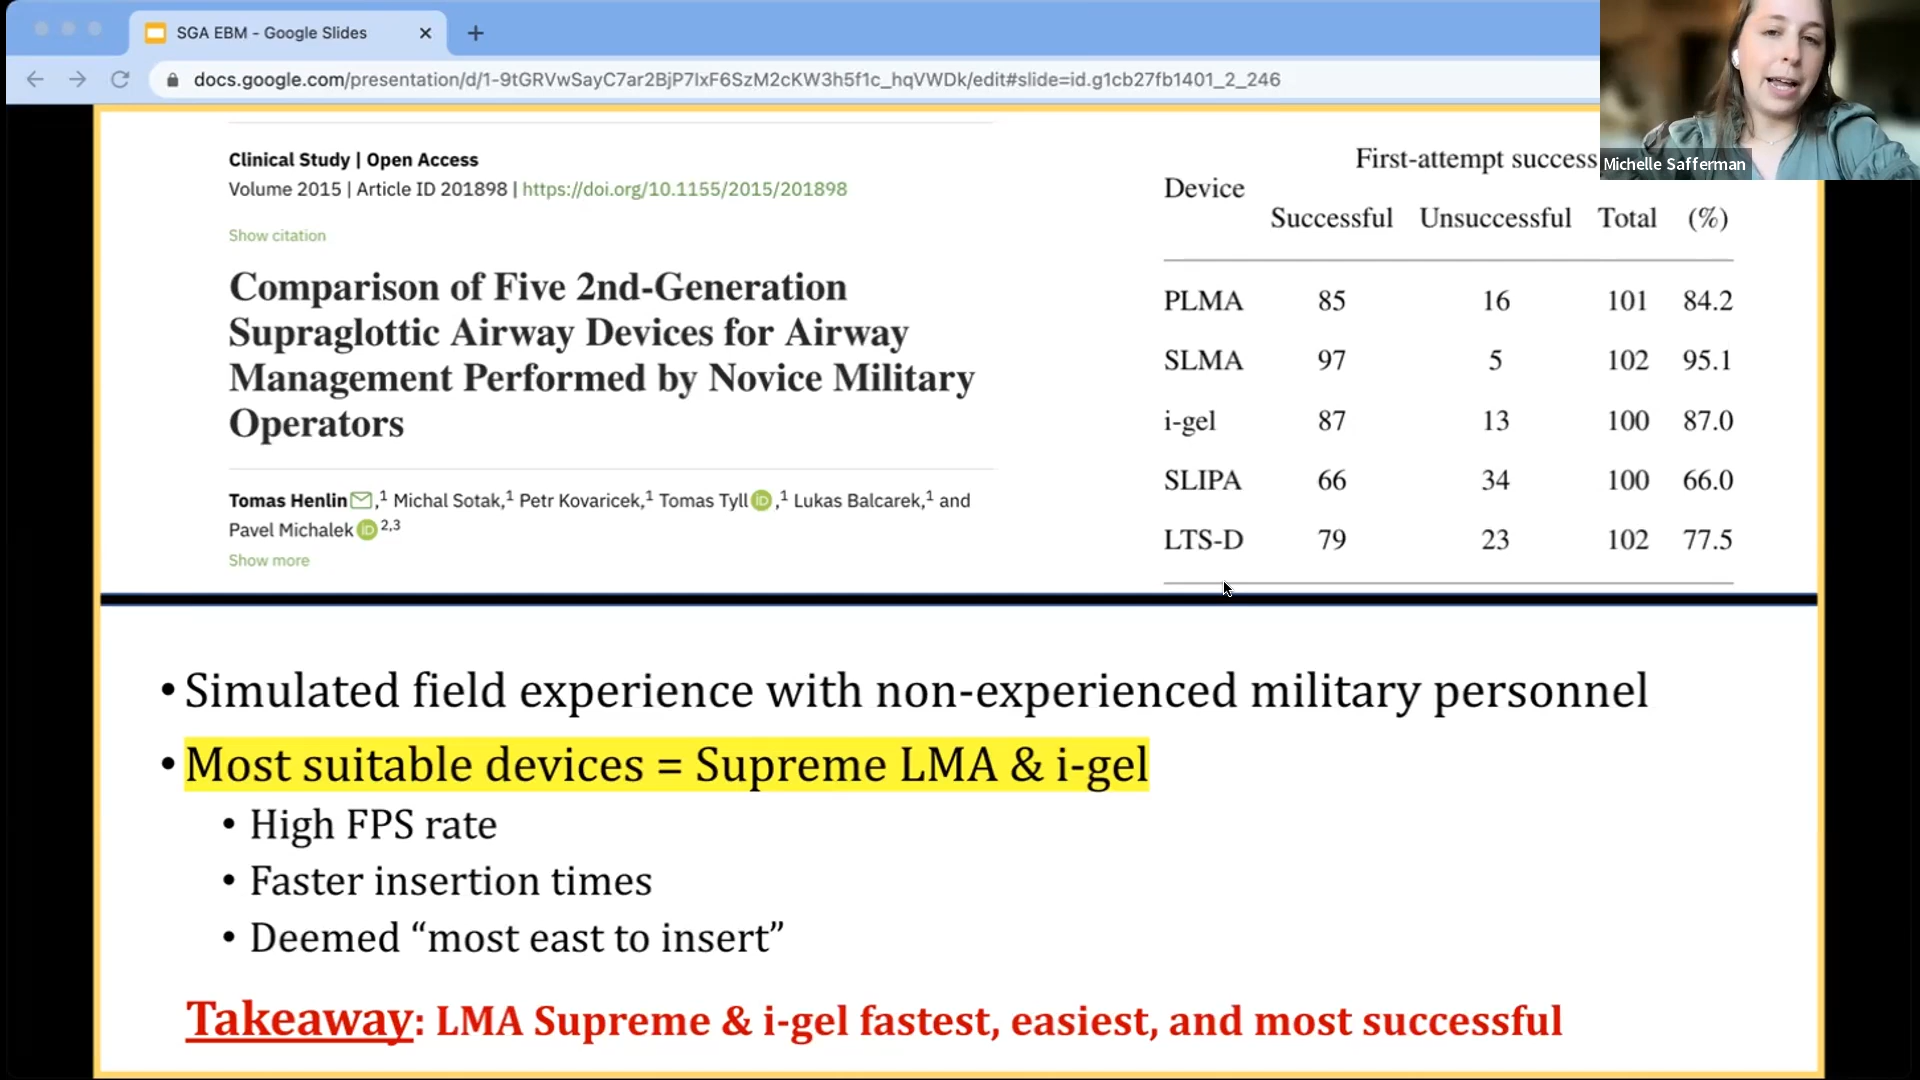 SGA EBM - Google Slides
docs.google.com/presentation/d/1-9tGRVwSayC7ar2BjP7IxF6SzM2cKW3h5f1c_hqVWDk/edit#slide=id.g1cb27fb1401_2_246
Michelle Safferman
Clinical Study | Open Access
Volume 2015 | Article ID 201898 | https://doi.org/10.1155/2015/201898
Show citation
Comparison of Five 2nd-Generation
Supraglottic Airway Devices for Airway
Management Performed by Novice Military
Operators
Tomas Henlin,1 Michal Sotak,1 Petr Kovaricek,1 Tomas Tyll iD,1 Lukas Balcarek,1 and
Pavel Michalek iD 2,3
Show more
First-attempt success
Device
Successful Unsuccessful Total (%)
PLMA 85 16 101 84.2
SLMA 97 5 102 95.1
i-gel 87 13 100 87.0
SLIPA 66 34 100 66.0
LTS-D 79 23 102 77.5
• Simulated field experience with non-experienced military personnel
• Most suitable devices = Supreme LMA & i-gel
• High FPS rate
• Faster insertion times
• Deemed “most east to insert”
Takeaway: LMA Supreme & i-gel fastest, easiest, and most successful